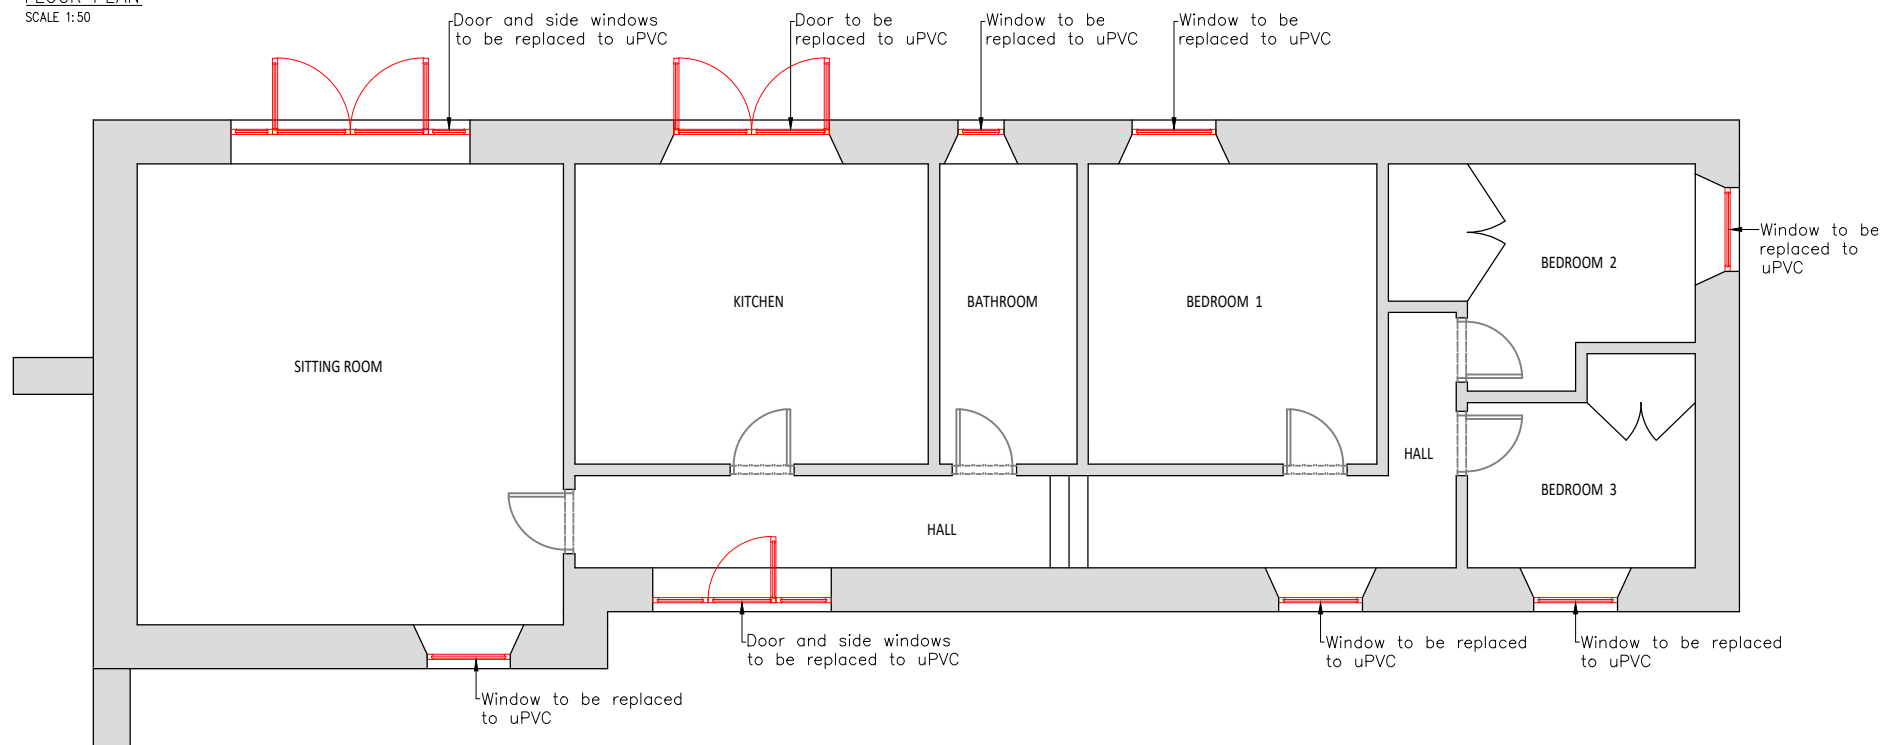 FLOOR PLAN
SCALE 1:50
Door and side windows
to be replaced to uPVC
Door to be
replaced to uPVC
Window to be
replaced to uPVC
Window to be
replaced to uPVC
Window to be
replaced to
uPVC
BEDROOM 2
KITCHEN
BATHROOM
BEDROOM 1
SITTING ROOM
HALL
BEDROOM 3
HALL
Door and side windows
to be replaced to uPVC
Window to be replaced
to uPVC
Window to be replaced
to uPVC
Window to be replaced
to uPVC